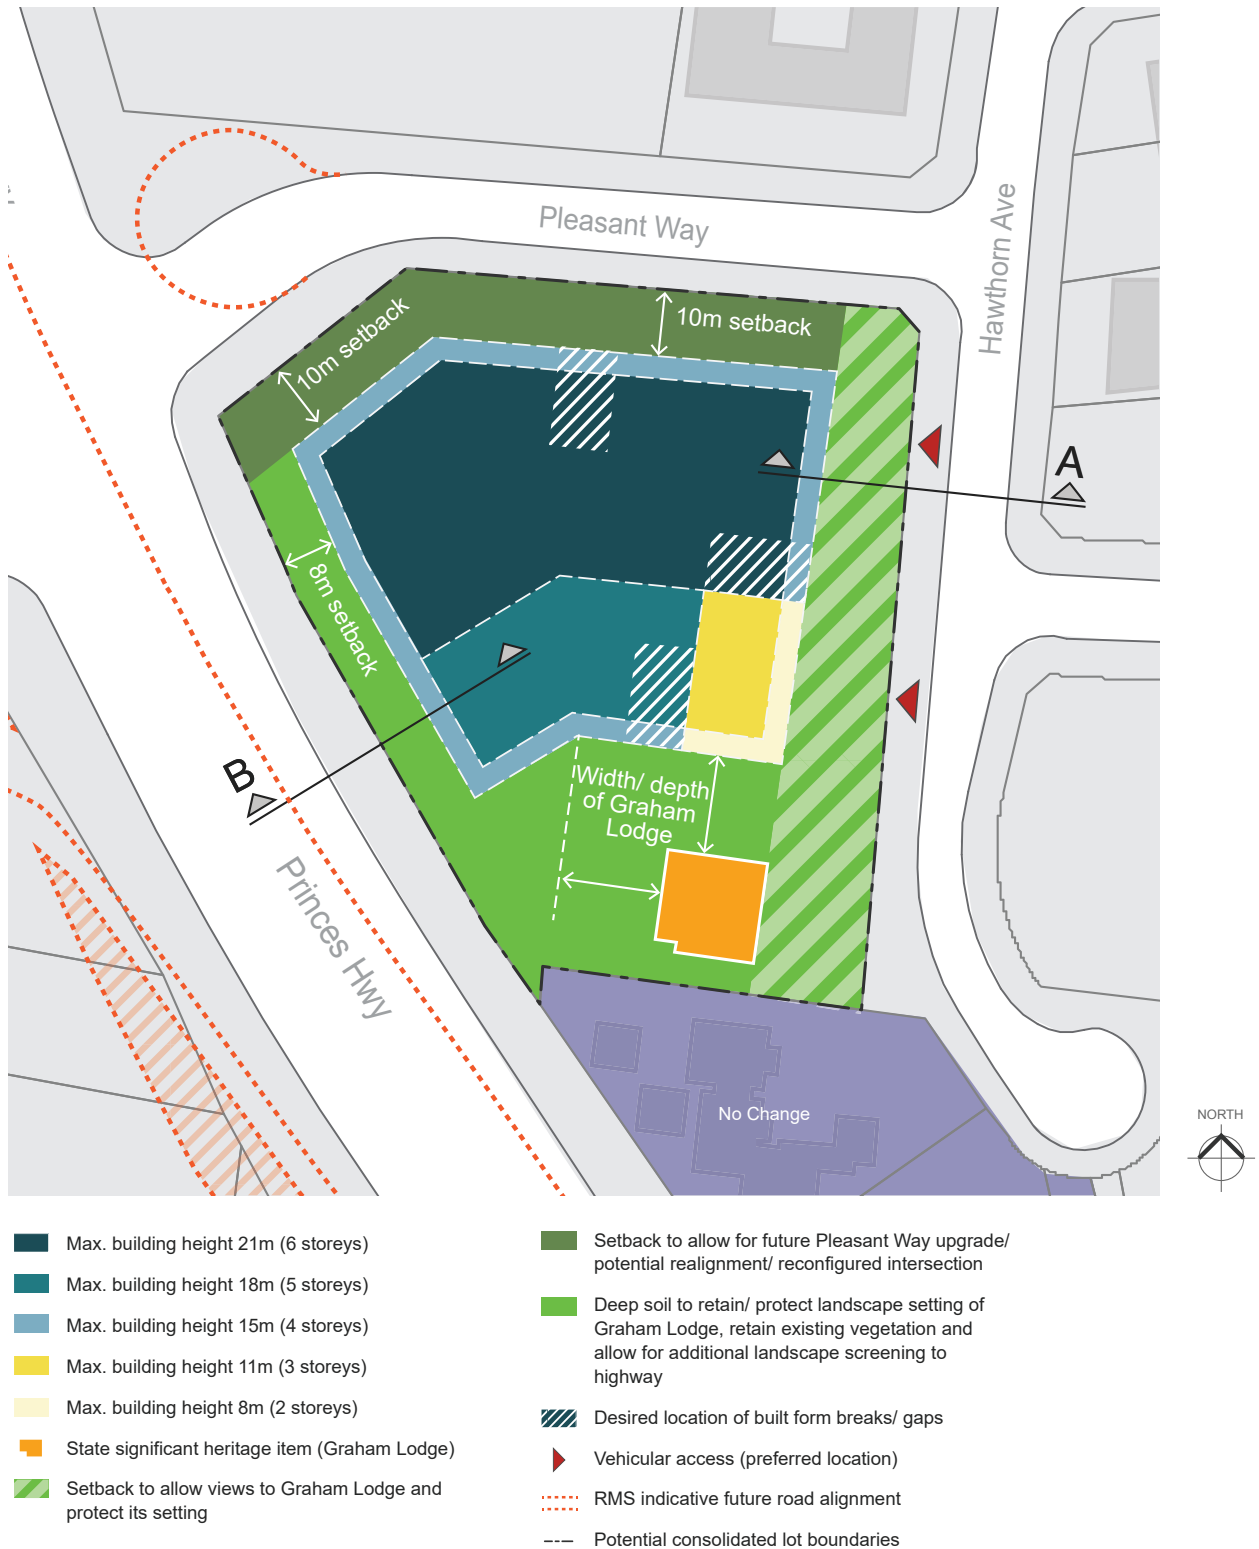 Pleasant Way
Hawthorn Ave
10m setback
10m setback
A
8m setback
B
Width/ depth
of Graham
Lodge
Princes Hwy
No Change
NORTH
Max. building height 21m (6 storeys)
Max. building height 18m (5 storeys)
Max. building height 15m (4 storeys)
Max. building height 11m (3 storeys)
Max. building height 8m (2 storeys)
State significant heritage item (Graham Lodge)
Setback to allow views to Graham Lodge and
protect its setting
Setback to allow for future Pleasant Way upgrade/
potential realignment/ reconfigured intersection
Deep soil to retain/ protect landscape setting of
Graham Lodge, retain existing vegetation and
allow for additional landscape screening to
highway
Desired location of built form breaks/ gaps
Vehicular access (preferred location)
RMS indicative future road alignment
Potential consolidated lot boundaries